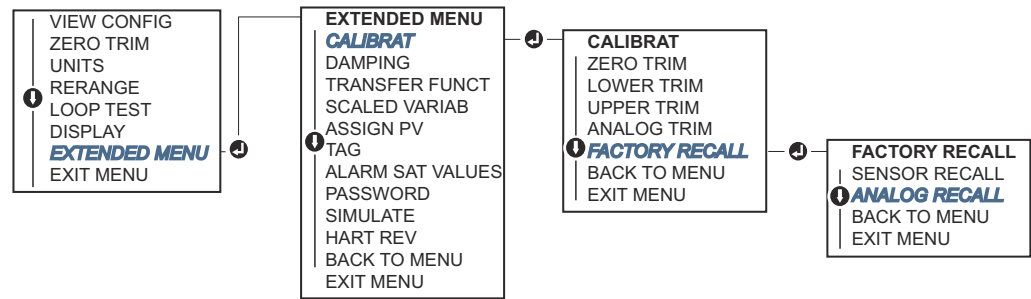 VIEW CONFIG
ZERO TRIM
UNITS
RERANGE
LOOP TEST
DISPLAY
EXTENDED MENU
EXIT MENU
EXTENDED MENU
CALIBRAT
DAMPING
TRANSFER FUNCT
SCALED VARIAB
ASSIGN PV
TAG
ALARM SAT VALUES
PASSWORD
SIMULATE
HART REV
BACK TO MENU
EXIT MENU
CALIBRAT
ZERO TRIM
LOWER TRIM
UPPER TRIM
ANALOG TRIM
FACTORY RECALL
BACK TO MENU
EXIT MENU
FACTORY RECALL
SENSOR RECALL
ANALOG RECALL
BACK TO MENU
EXIT MENU